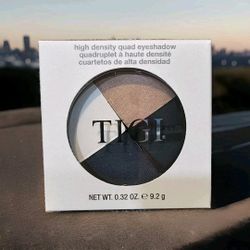 high density quad eyeshadow
quadruplet à haute densité
cuartetos de alta densidad
TIGI
NET WT. 0.32 OZ. ℮ 9.2 g